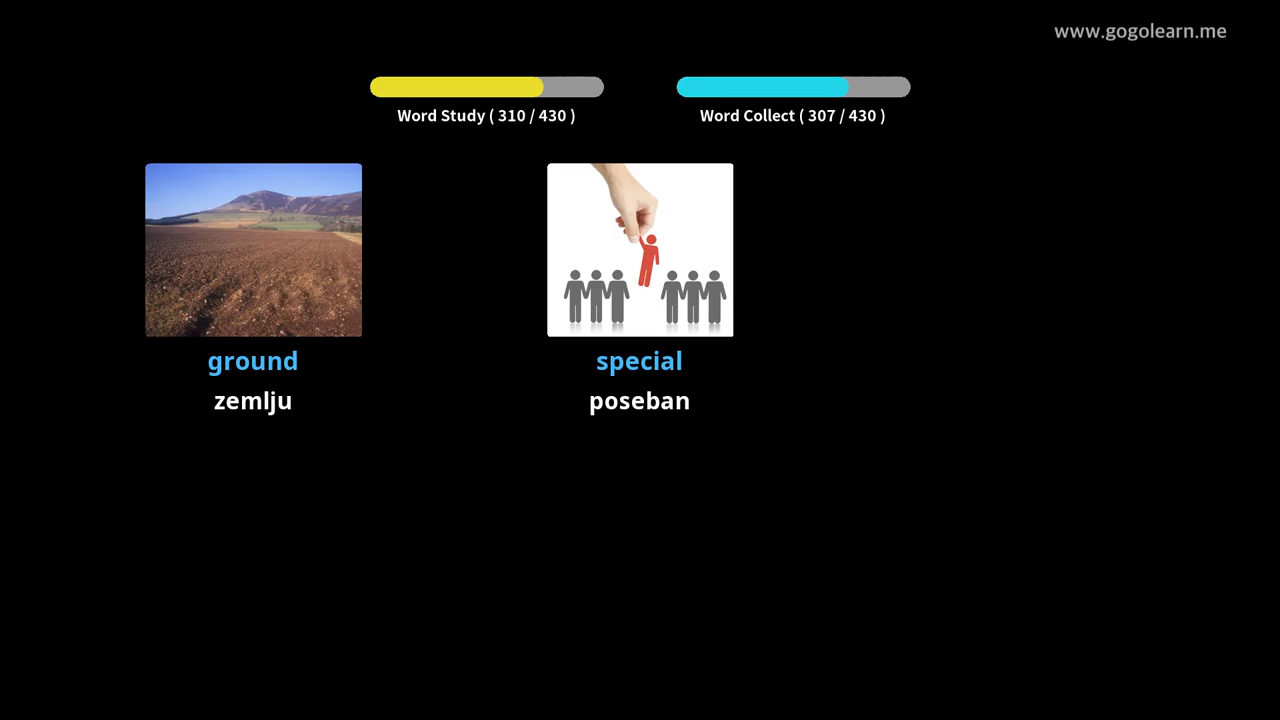 www.gogolearn.me
Word Study ( 310 / 430 )
Word Collect ( 307 / 430 )
ground
zemlju
special
poseban